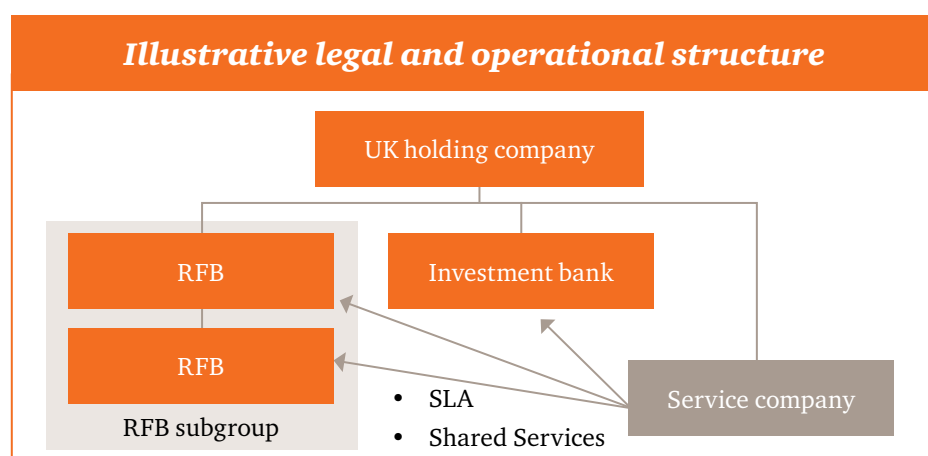 Illustrative legal and operational structure
UK holding company
RFB
Investment bank
RFB
RFB subgroup
• SLA
• Shared Services
Service company